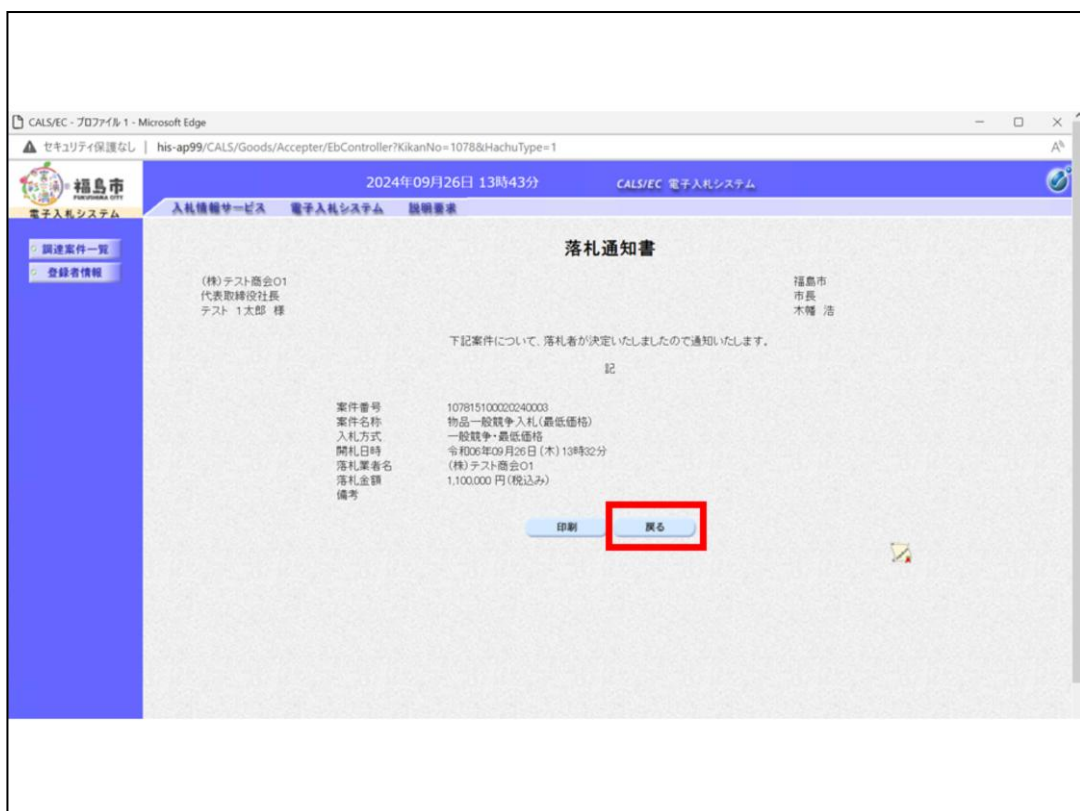 CALS/EC - プロファイル 1 - Microsoft Edge
セキュリティ保護なし | his-ap99/CALS/Goods/Accepter/EbController?KikanNo=1078&HachuType=1
福島市
FUKUSHIMA CITY
電子入札システム
2024年09月26日 13時43分 CALS/EC 電子入札システム
入札情報サービス 電子入札システム 説明要求
調達案件一覧
登録者情報
落札通知書
(株)テスト商会01
代表取締役社長
テスト 1太郎 様
福島市
市長
木幡 浩
下記案件について、落札者が決定いたしましたので通知いたします。
記
案件番号 107815100020240003
案件名称 物品一般競争入札(最低価格)
入札方式 一般競争・最低価格
開札日時 令和06年09月26日(木)13時32分
落札業者名 (株)テスト商会01
落札金額 1,100,000 円(税込み)
備考
印刷 戻る